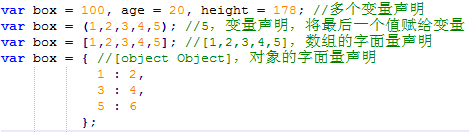 var box = 100, age = 20, height = 178; //多个变量声明
var box = (1,2,3,4,5); //5，变量声明，将最后一个值赋给变量
var box = [1,2,3,4,5]; //[1,2,3,4,5]，数组的字面量声明
var box = { //[object Object]，对象的字面量声明
1 : 2,
3 : 4,
5 : 6
};